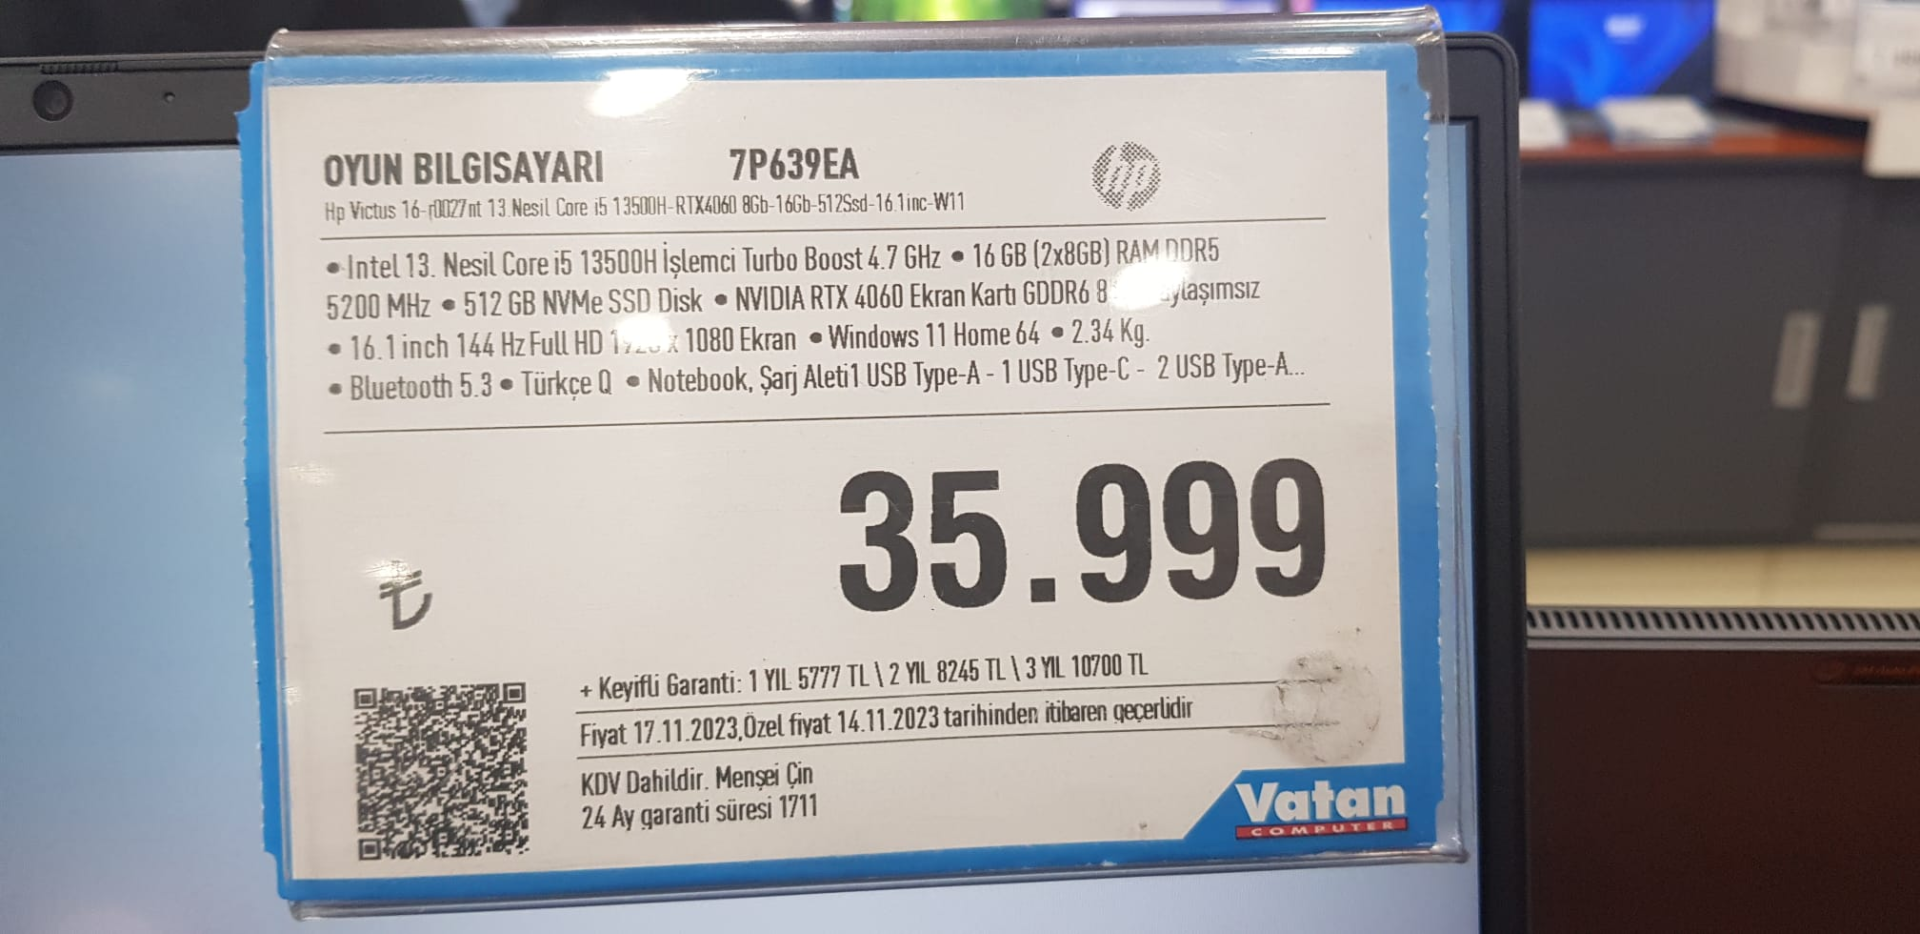 OYUN BILGISAYARI 7P639EA hp
Hp Victus 16-r0027nt 13.Nesil Core i5 13500H-RTX4060 8Gb-16Gb-512Ssd-16.1inc-W11
• Intel 13. Nesil Core i5 13500H İşlemci Turbo Boost 4.7 GHz • 16 GB (2x8GB) RAM DDR5
5200 MHz • 512 GB NVMe SSD Disk • NVIDIA RTX 4060 Ekran Kartı GDDR6 8
• 16.1 inch 144 Hz Full HD x 1080 Ekran • Windows 11 Home 64 • 2.34 Kg.
• Bluetooth 5.3 • Türkçe Q • Notebook, Şarj Aleti1 USB Type-A - 1 USB Type-C - 2 USB Type-A...
35.999
₺
+ Keyifli Garanti: 1 YIL 5777 TL \ 2 YIL 8245 TL \ 3 YIL 10700 TL
Fiyat 17.11.2023,Özel fiyat 14.11.2023 tarihinden itibaren geçerlidir
KDV Dahildir. Menşei Çin
24 Ay garanti süresi 1711
Vatan
COMPUTER